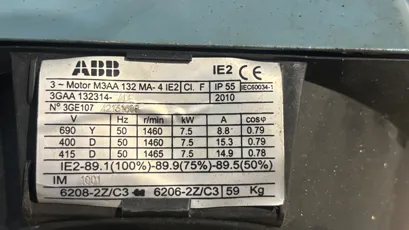 ABB IE2 CE
3 ~ Motor M3AA 132 MA- 4 IE2 Cl. F IP 55 IEC60034-1
3GAA 132314- 2010
N° 3GE107
V Hz r/min kW A cosφ
690 Y 50 1460 7.5 8.8 0.79
400 D 50 1460 7.5 15.3 0.79
415 D 50 1465 7.5 14.9 0.78
IE2-89.1(100%)-89.9(75%)-89.5(50%)
IM 1001
6208-2Z/C3 6206-2Z/C3 59 Kg